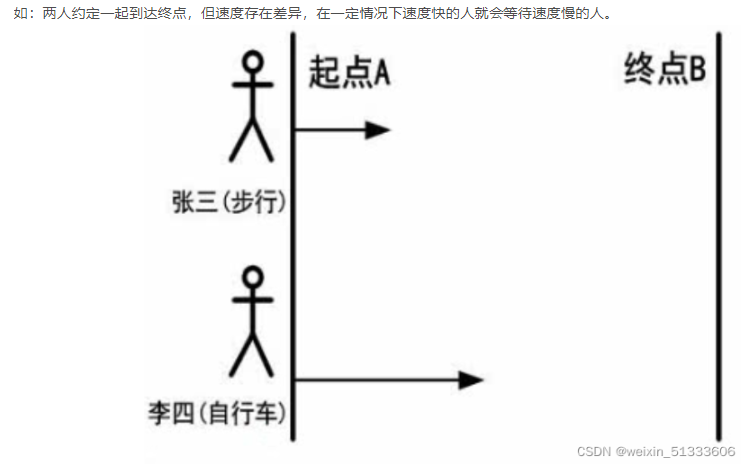 如：两人约定一起到达终点，但速度存在差异，在一定情况下速度快的人就会等待速度慢的人。
起点A
终点B
张三(步行)
李四(自行车)
CSDN @weixin_51333606